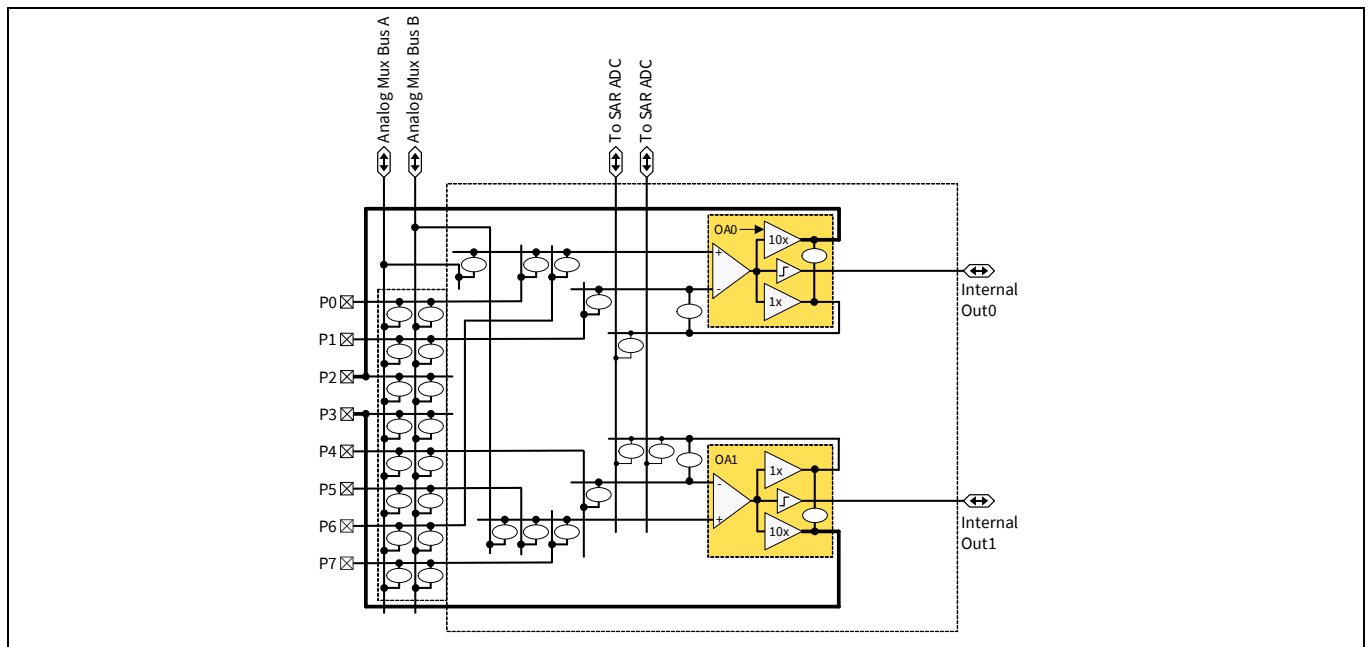 Analog Mux Bus A
Analog Mux Bus B
To SAR ADC
To SAR ADC
OA0
10x
+
-
1x
Internal
Out0
P0
P1
P2
P3
P4
P5
P6
P7
OA1
1x
-
+
10x
Internal
Out1